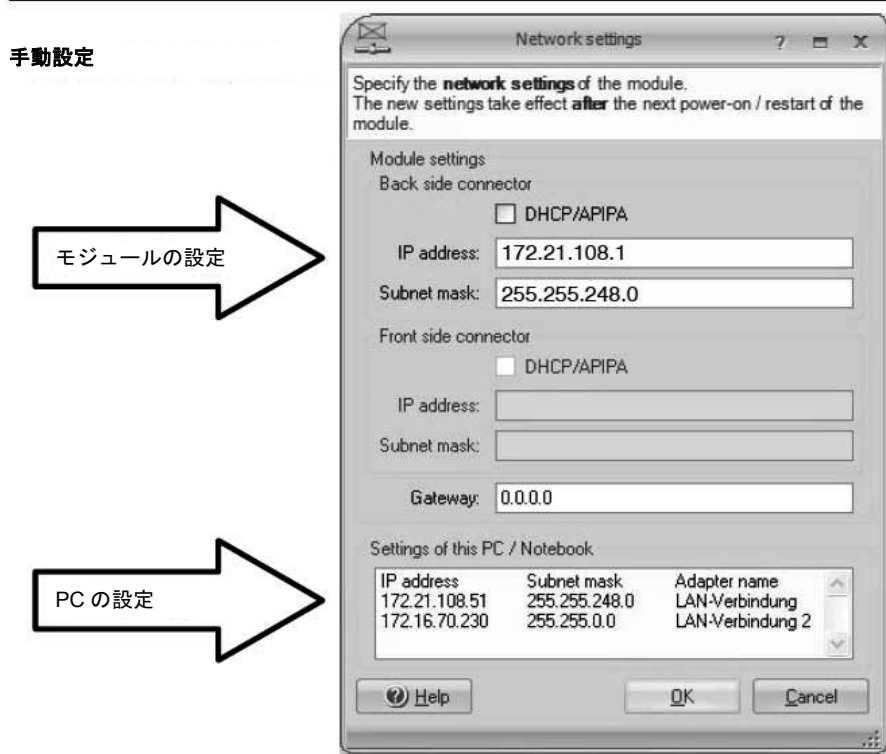 手動設定
Network settings
Specify the network settings of the module.
The new settings take effect after the next power-on / restart of the
module.
Module settings
Back side connector
DHCP/APIPA
モジュールの設定
IP address: 172.21.108.1
Subnet mask: 255.255.248.0
Front side connector
DHCP/APIPA
IP address:
Subnet mask:
Gateway: 0.0.0.0
Settings of this PC / Notebook
PC の設定
IP address Subnet mask Adapter name
172.21.108.51 255.255.248.0 LAN-Verbindung
172.16.70.230 255.255.0.0 LAN-Verbindung 2
Help OK Cancel